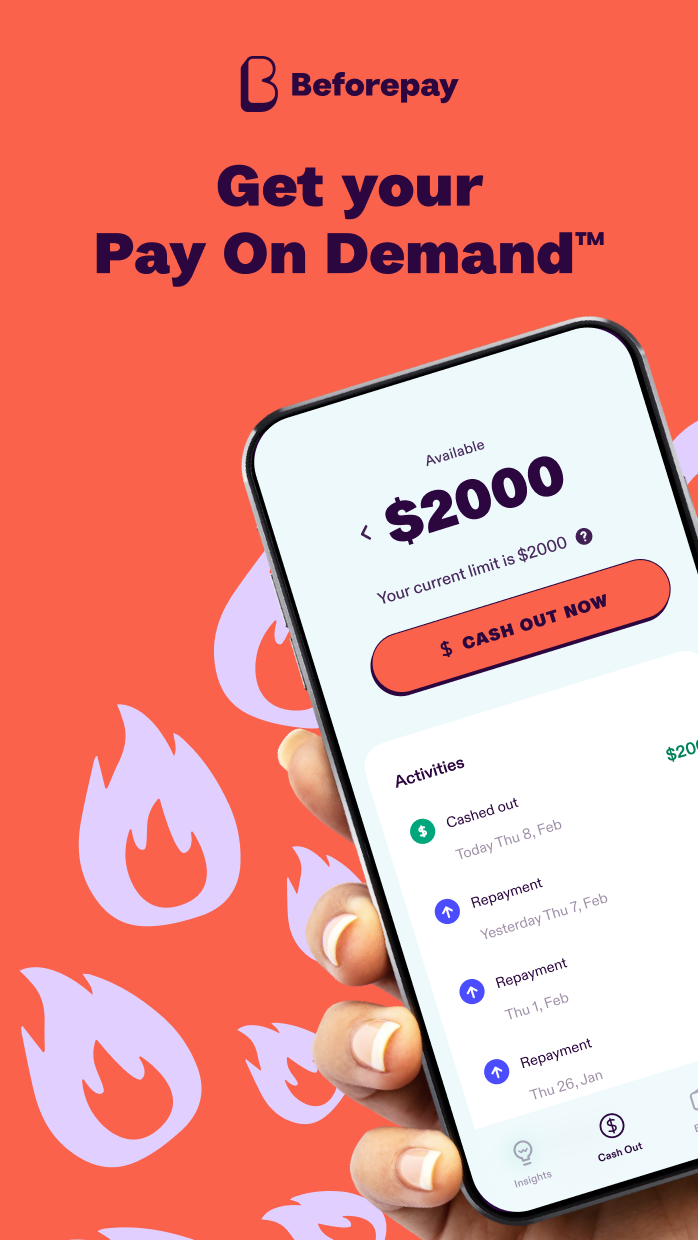 Beforepay
Get your
Pay On Demand™
Available
$2000
Your current limit is $2000 ?
$ CASH OUT NOW
Activities
Cashed out
Today Thu 8, Feb
Repayment
Yesterday Thu 7, Feb
Repayment
Thu 1, Feb
Repayment
Thu 26, Jan
Insights
Cash Out